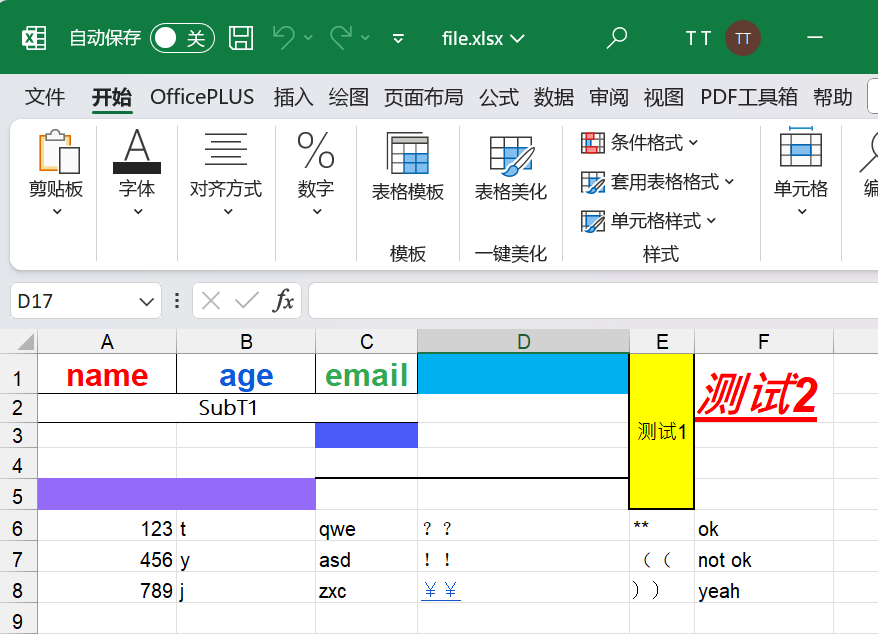 自动保存 关 file.xlsx T T TT
文件 开始 OfficePLUS 插入 绘图 页面布局 公式 数据 审阅 视图 PDF工具箱 帮助
剪贴板 字体 对齐方式 数字 表格模板 表格美化 条件格式 套用表格格式 单元格样式 单元格
模板 一键美化 样式
D17 fx
A B C D E F
1 name age email 测试2
2 SubT1
3 测试1
4
5
6 123 t qwe ？？ ** ok
7 456 y asd ！！ （（ not ok
8 789 j zxc ￥￥ ）） yeah
9